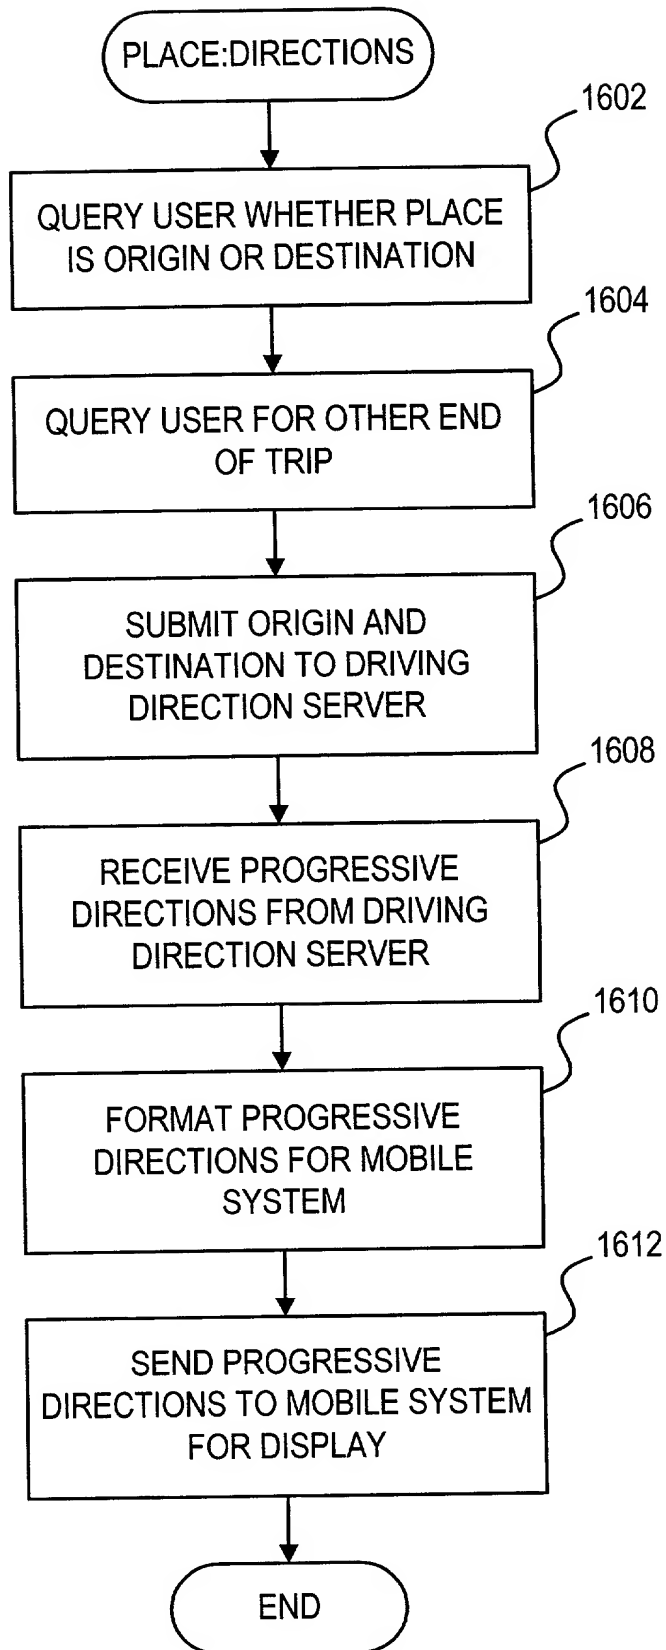 PLACE:DIRECTIONS
1602
QUERY USER WHETHER PLACE
IS ORIGIN OR DESTINATION
1604
QUERY USER FOR OTHER END
OF TRIP
1606
SUBMIT ORIGIN AND
DESTINATION TO DRIVING
DIRECTION SERVER
1608
RECEIVE PROGRESSIVE
DIRECTIONS FROM DRIVING
DIRECTION SERVER
1610
FORMAT PROGRESSIVE
DIRECTIONS FOR MOBILE
SYSTEM
1612
SEND PROGRESSIVE
DIRECTIONS TO MOBILE SYSTEM
FOR DISPLAY
END